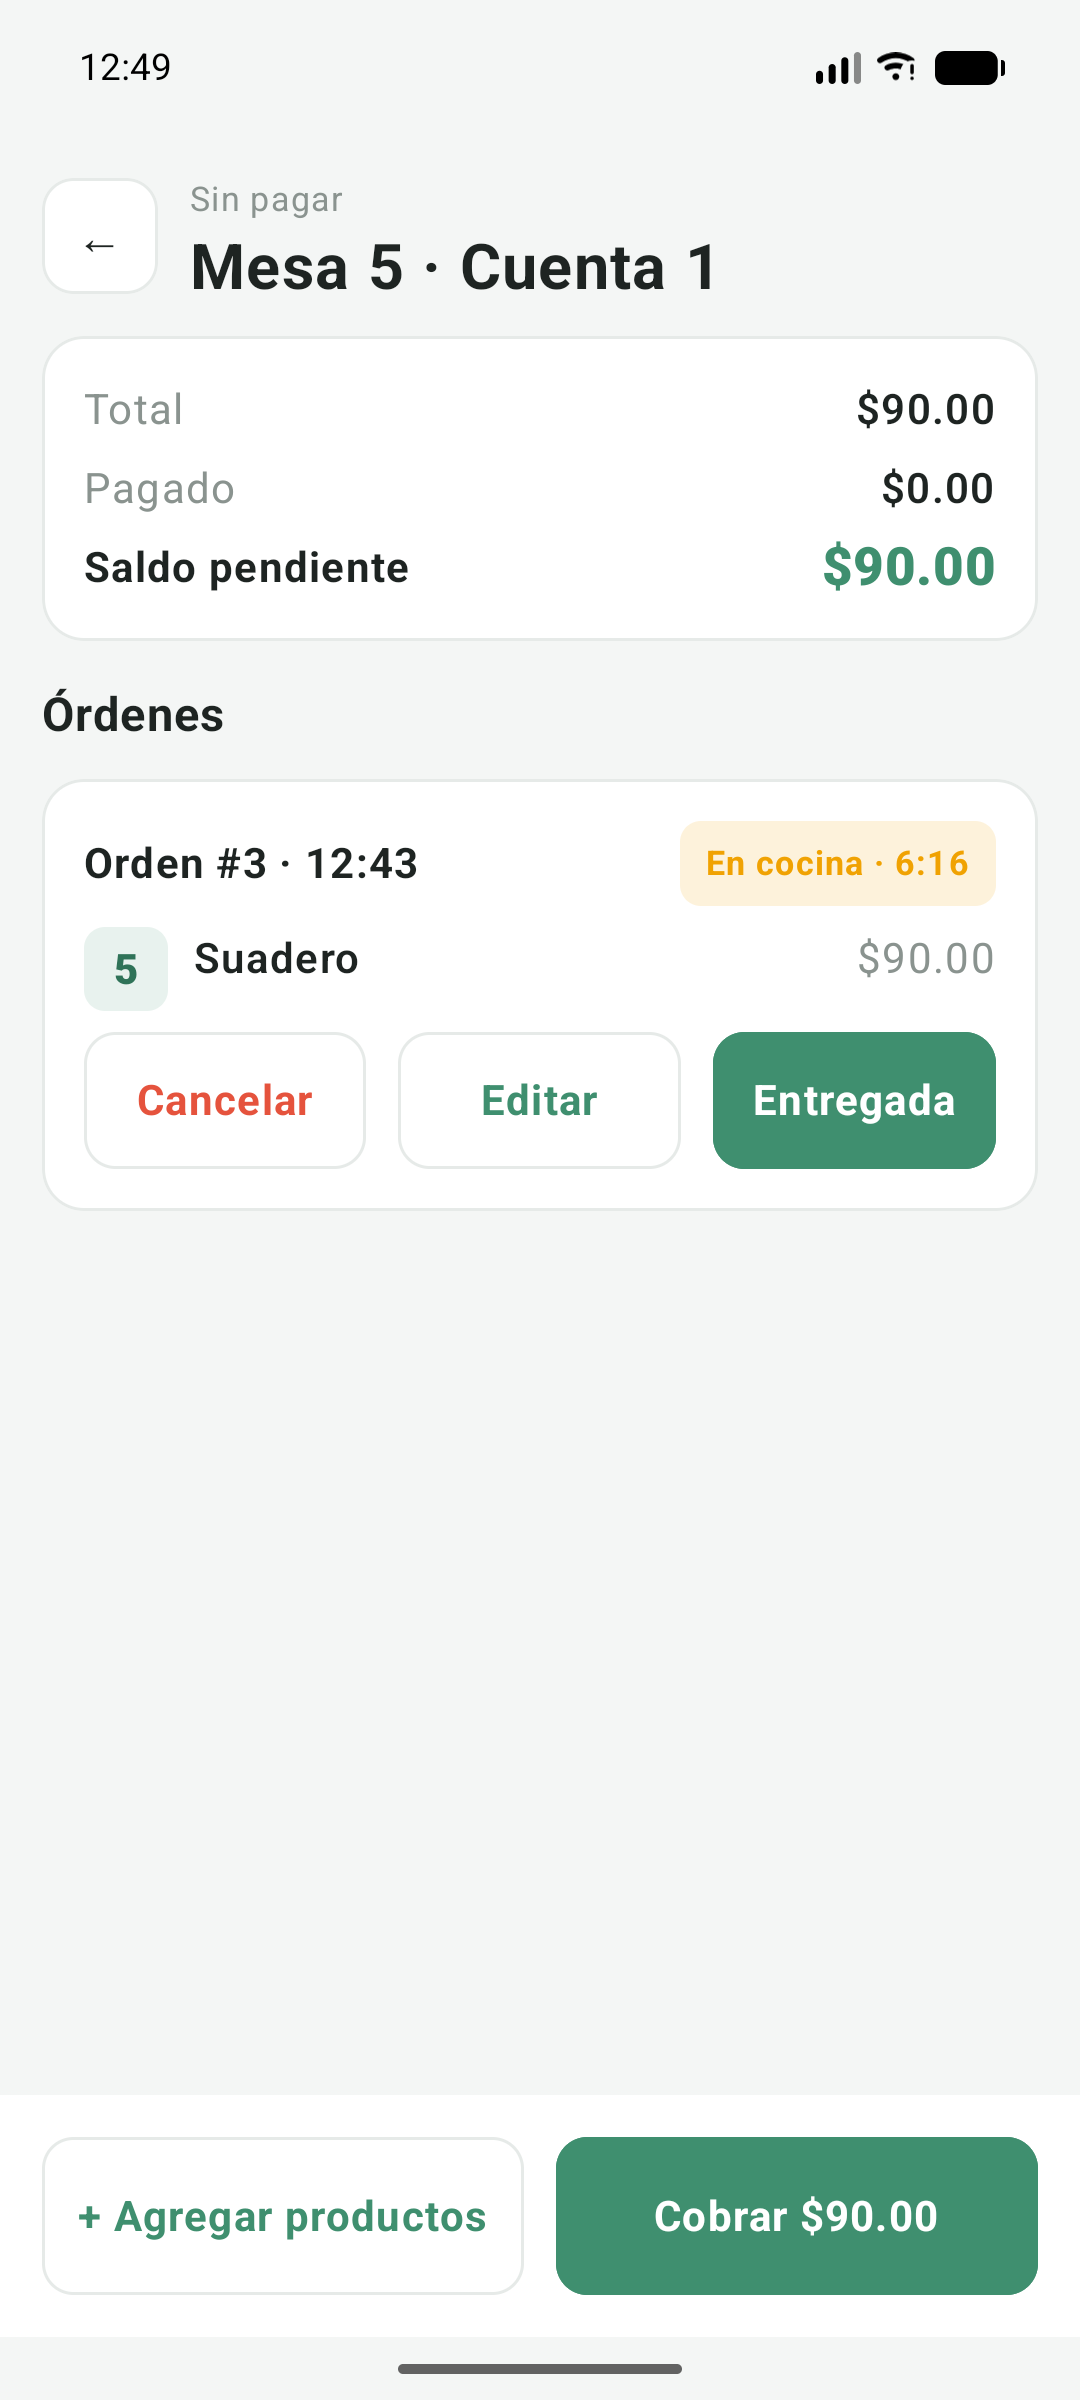 12:49
←
Sin pagar
Mesa 5 · Cuenta 1
Total $90.00
Pagado $0.00
Saldo pendiente $90.00
Órdenes
Orden #3 · 12:43 En cocina · 6:16
5 Suadero $90.00
Cancelar Editar Entregada
+ Agregar productos Cobrar $90.00